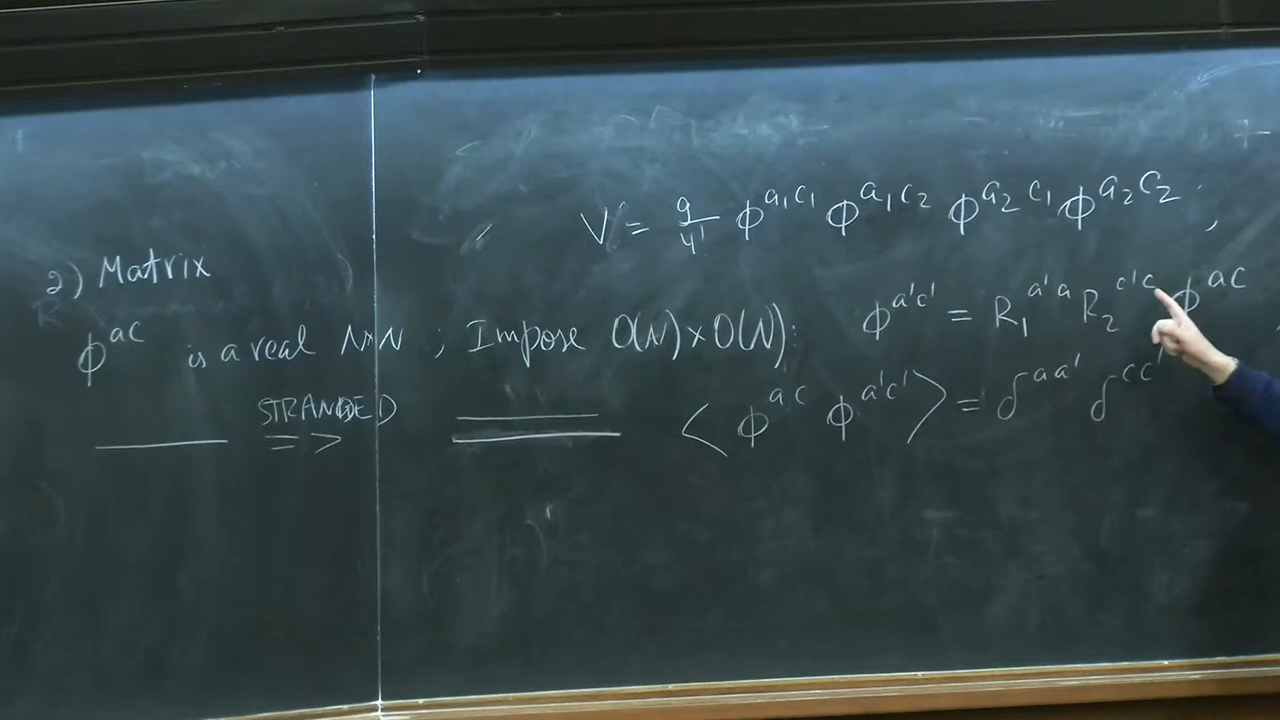 V = g/4! ϕ^{a₁c₁} ϕ^{a₁c₂} ϕ^{a₂c₁} ϕ^{a₂c₂} ,
2) Matrix
ϕ^{ac} is a real N×N ; Impose O(N)×O(N): ϕ^{a'c'} = R₁^{a'a} R₂^{c'c} ϕ^{ac}
STRANDED
=> ⟨ϕ^{ac} ϕ^{a'c'}⟩ = δ^{aa'} δ^{cc'}